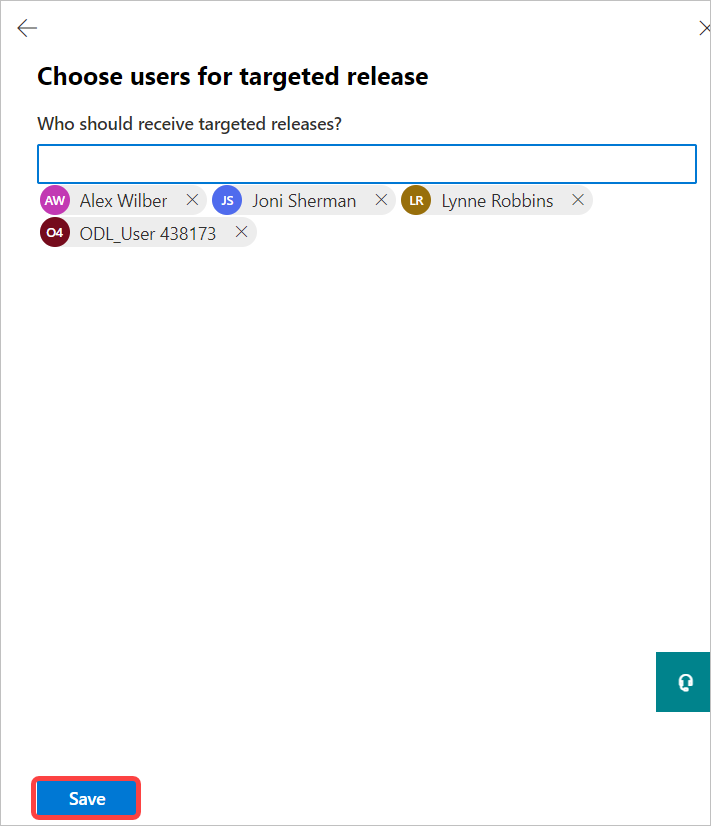 Choose users for targeted release
Who should receive targeted releases?
AW Alex Wilber JS Joni Sherman LR Lynne Robbins
O4 ODL_User 438173
Save